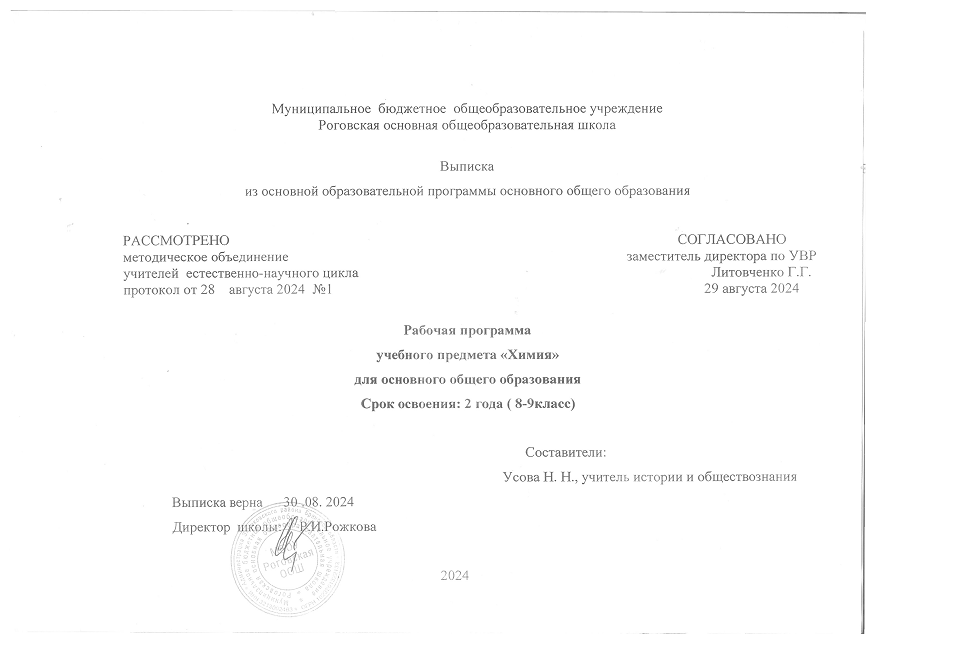 Муниципальное бюджетное общеобразовательное учреждение
Роговская основная общеобразовательная школа
Выписка
из основной образовательной программы основного общего образования
РАССМОТРЕНО
методическое объединение
учителей естественно-научного цикла
протокол от 28 августа 2024 №1
СОГЛАСОВАНО
заместитель директора по УВР
Литовченко Г.Г.
29 августа 2024
Рабочая программа
учебного предмета «Химия»
для основного общего образования
Срок освоения: 2 года ( 8-9класс)
Составители:
Усова Н. Н., учитель истории и обществознания
Выписка верна 30 .08. 2024
Директор школы: Р.И.Рожкова
Роговская
ООШ
2024